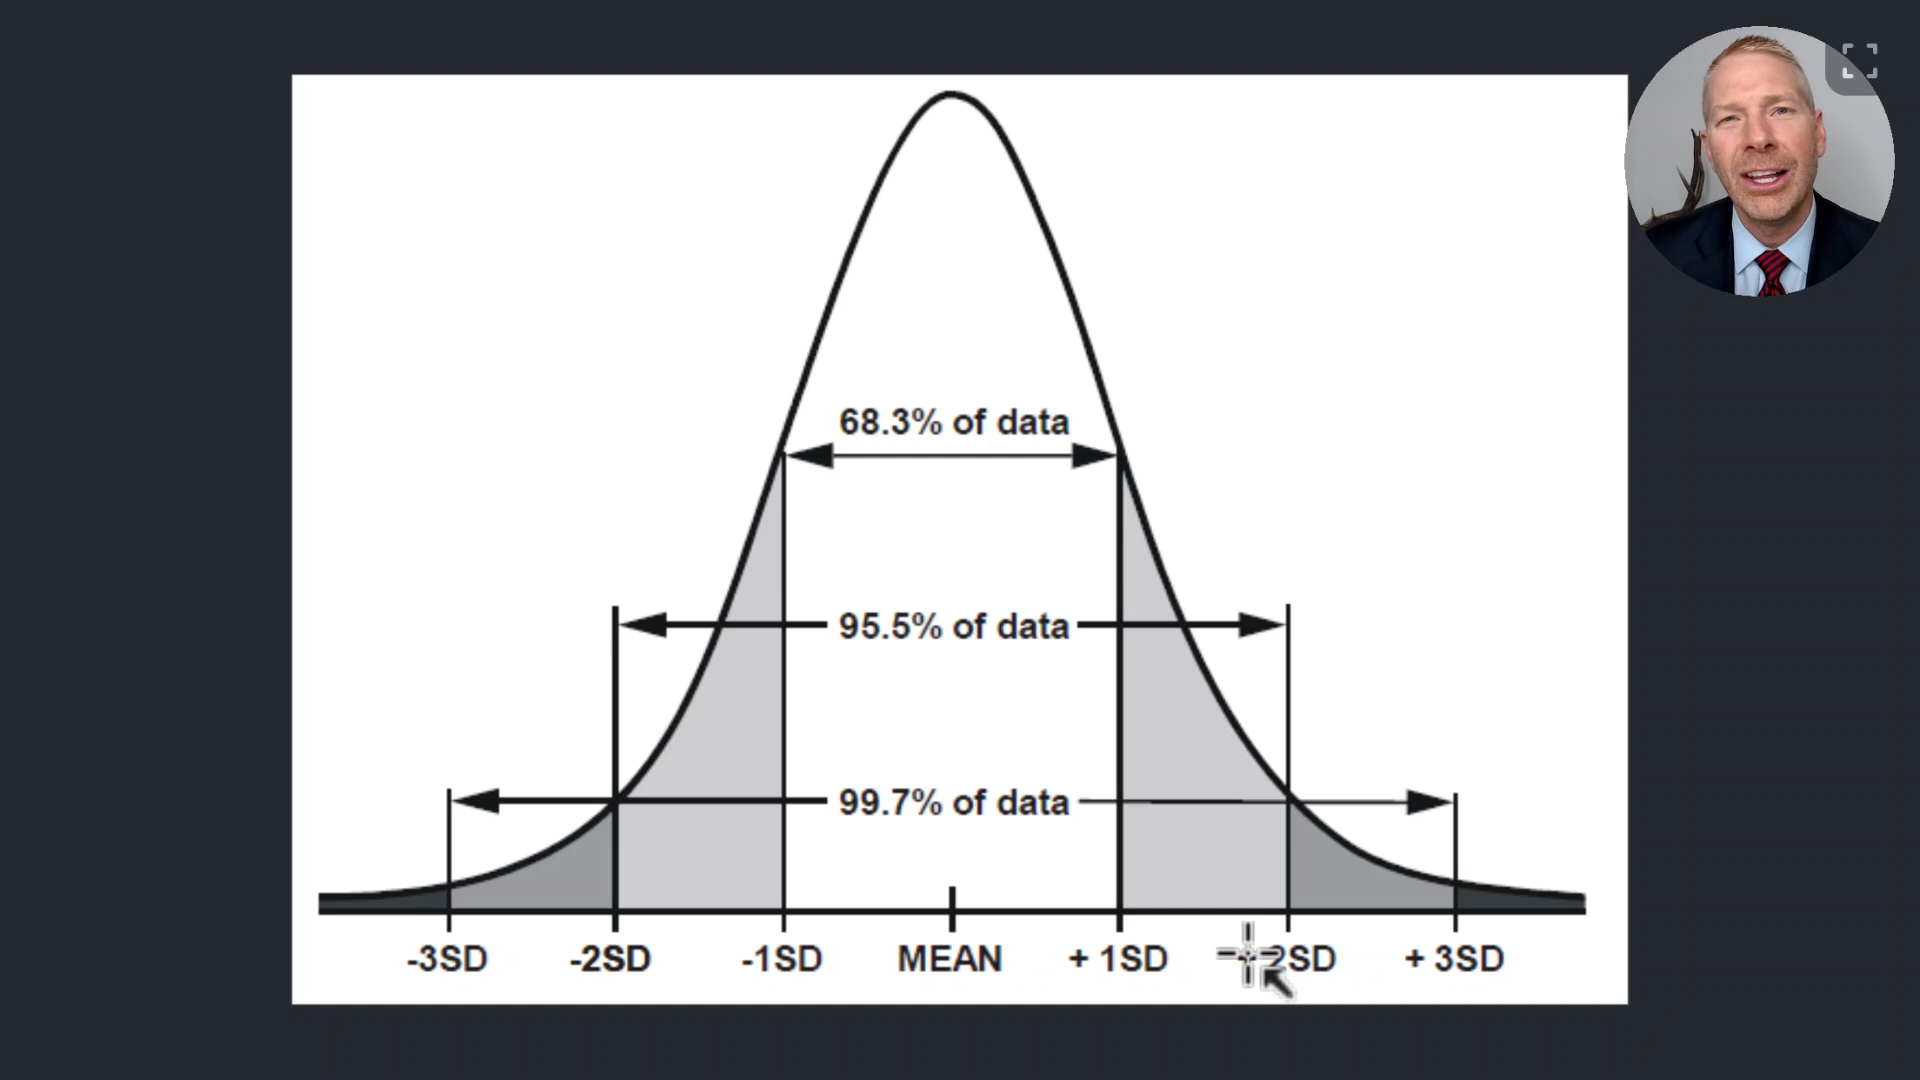 68.3% of data
95.5% of data
99.7% of data
-3SD -2SD -1SD MEAN + 1SD 2SD + 3SD